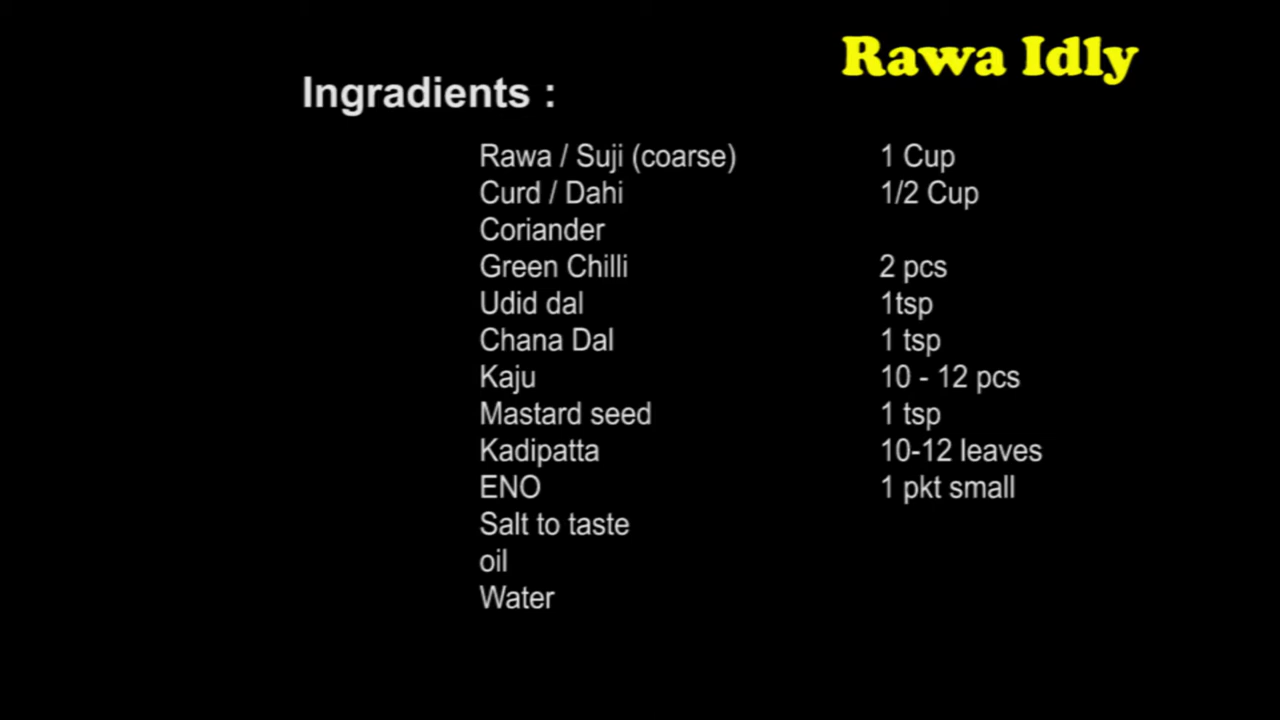 Rawa Idly
Ingradients :
Rawa / Suji (coarse) 1 Cup
Curd / Dahi 1/2 Cup
Coriander
Green Chilli 2 pcs
Udid dal 1tsp
Chana Dal 1 tsp
Kaju 10 - 12 pcs
Mastard seed 1 tsp
Kadipatta 10-12 leaves
ENO 1 pkt small
Salt to taste
oil
Water